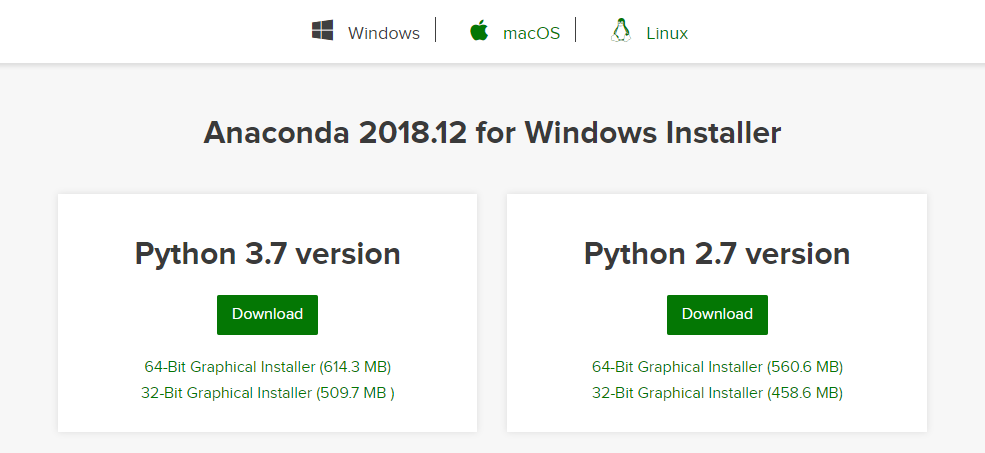 Windows macOS Linux
Anaconda 2018.12 for Windows Installer
Python 3.7 version
Download
64-Bit Graphical Installer (614.3 MB)
32-Bit Graphical Installer (509.7 MB )
Python 2.7 version
Download
64-Bit Graphical Installer (560.6 MB)
32-Bit Graphical Installer (458.6 MB)